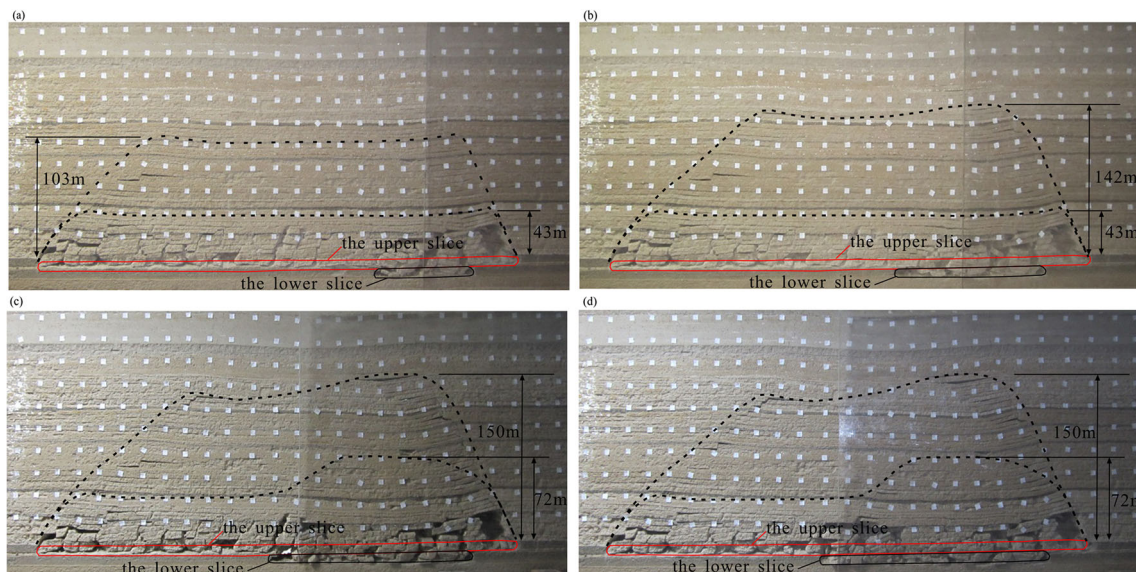 (a)
103m
43m
the upper slice
the lower slice
(b)
142m
43m
the upper slice
the lower slice
(c)
150m
72m
the upper slice
the lower slice
(d)
150m
72m
the upper slice
the lower slice